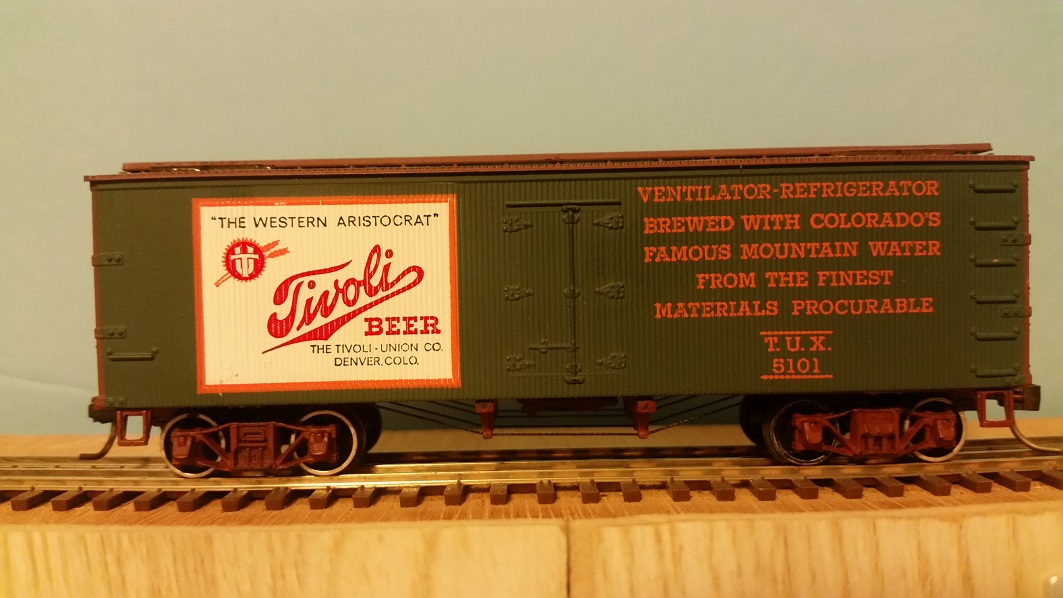 "THE WESTERN ARISTOCRAT"
Tivoli
BEER
THE TIVOLI-UNION CO.
DENVER, COLO.
VENTILATOR-REFRIGERATOR
BREWED WITH COLORADO'S
FAMOUS MOUNTAIN WATER
FROM THE FINEST
MATERIALS PROCURABLE
T.U.X.
5101